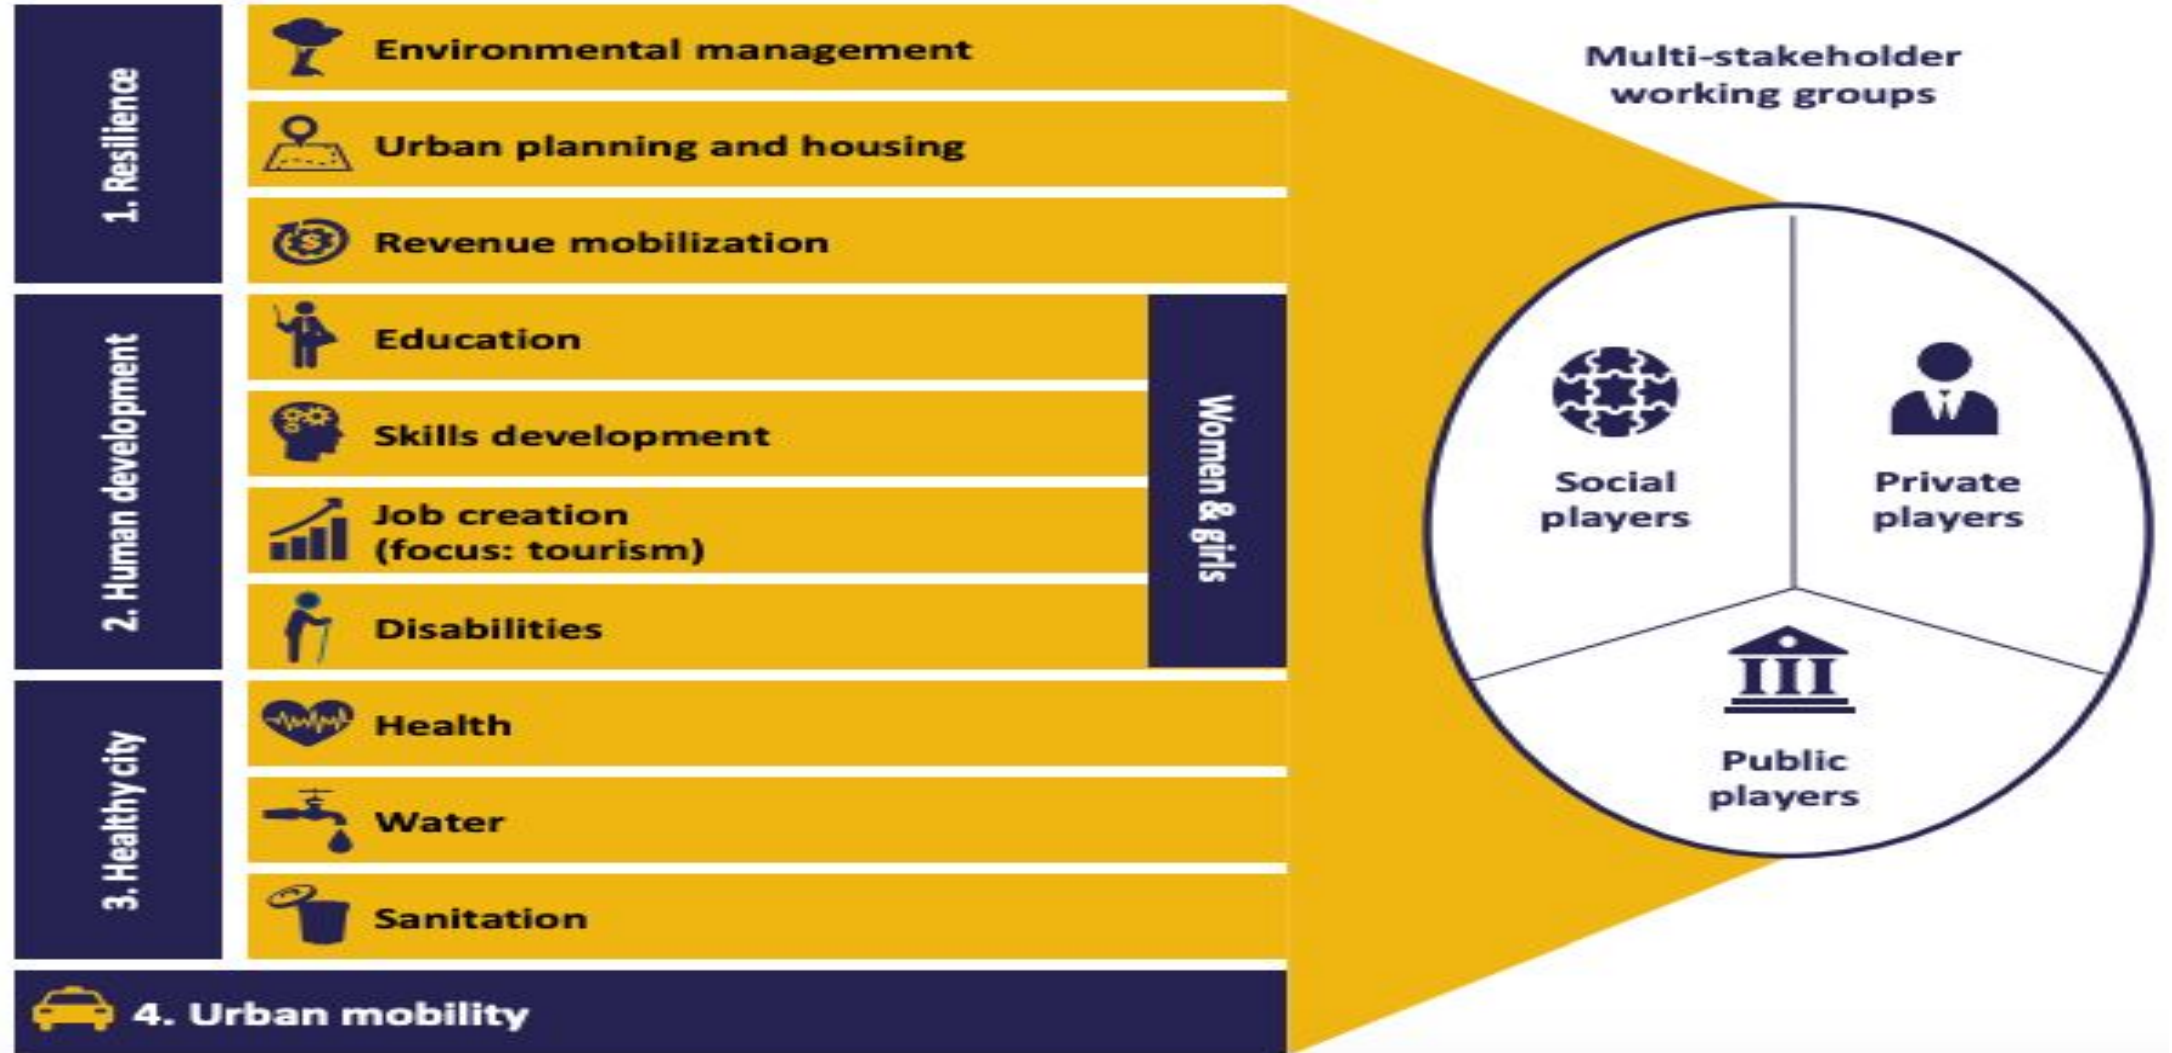 1. Resilience
Environmental management
Urban planning and housing
Revenue mobilization
2. Human development
Education
Skills development
Job creation
(focus: tourism)
Disabilities
Women & girls
3. Healthy city
Health
Water
Sanitation
4. Urban mobility
Multi-stakeholder
working groups
Social
players
Private
players
Public
players